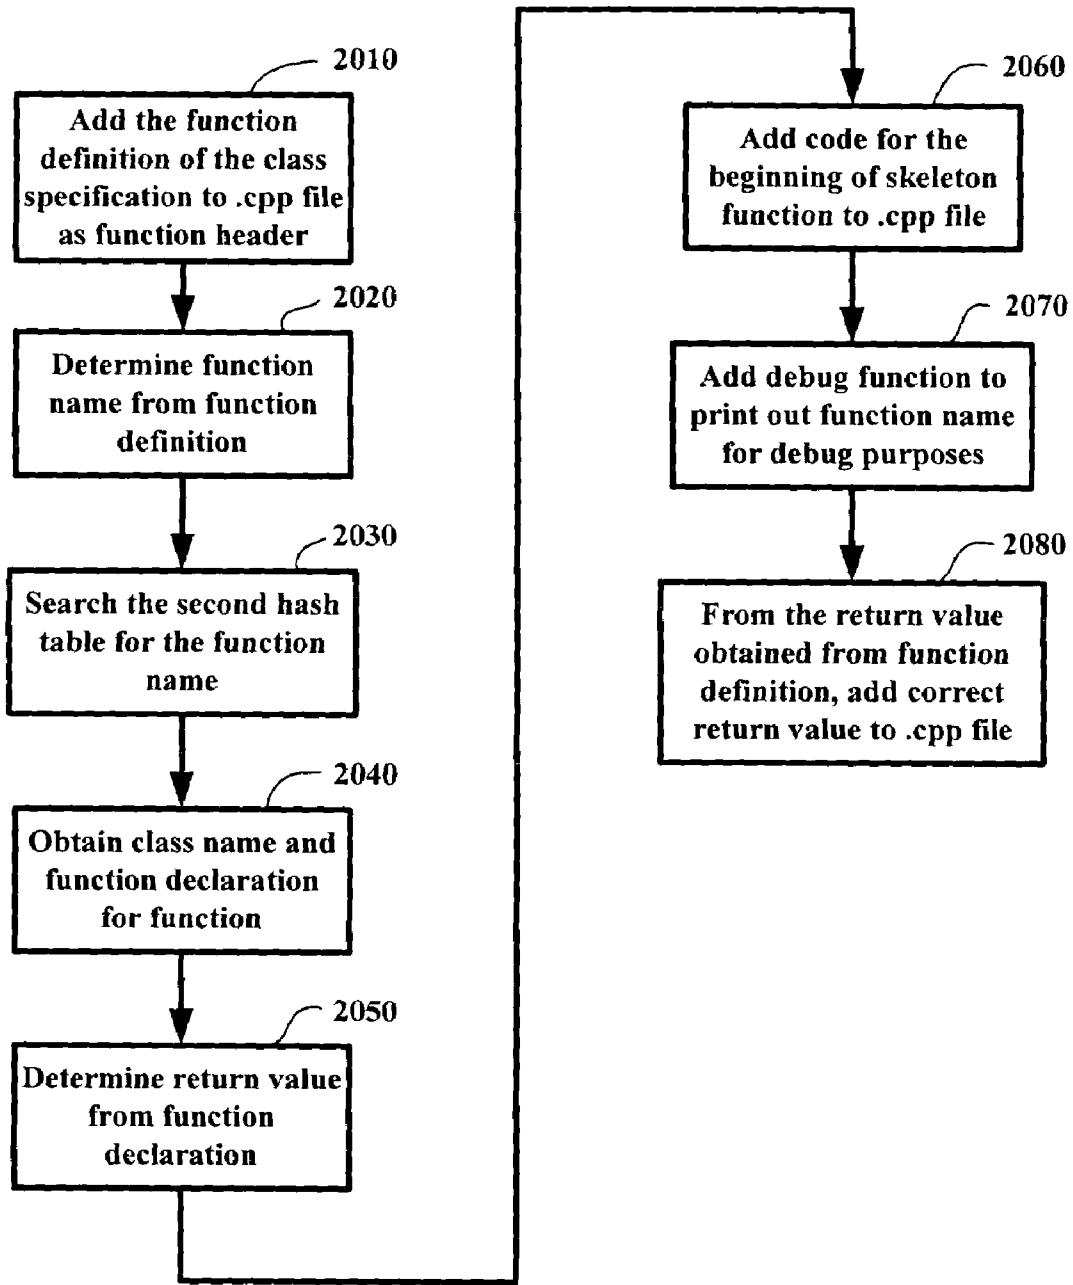 2010
Add the function
definition of the class
specification to .cpp file
as function header
2020
Determine function
name from function
definition
2030
Search the second hash
table for the function
name
2040
Obtain class name and
function declaration
for function
2050
Determine return value
from function
declaration
2060
Add code for the
beginning of skeleton
function to .cpp file
2070
Add debug function to
print out function name
for debug purposes
2080
From the return value
obtained from function
definition, add correct
return value to .cpp file